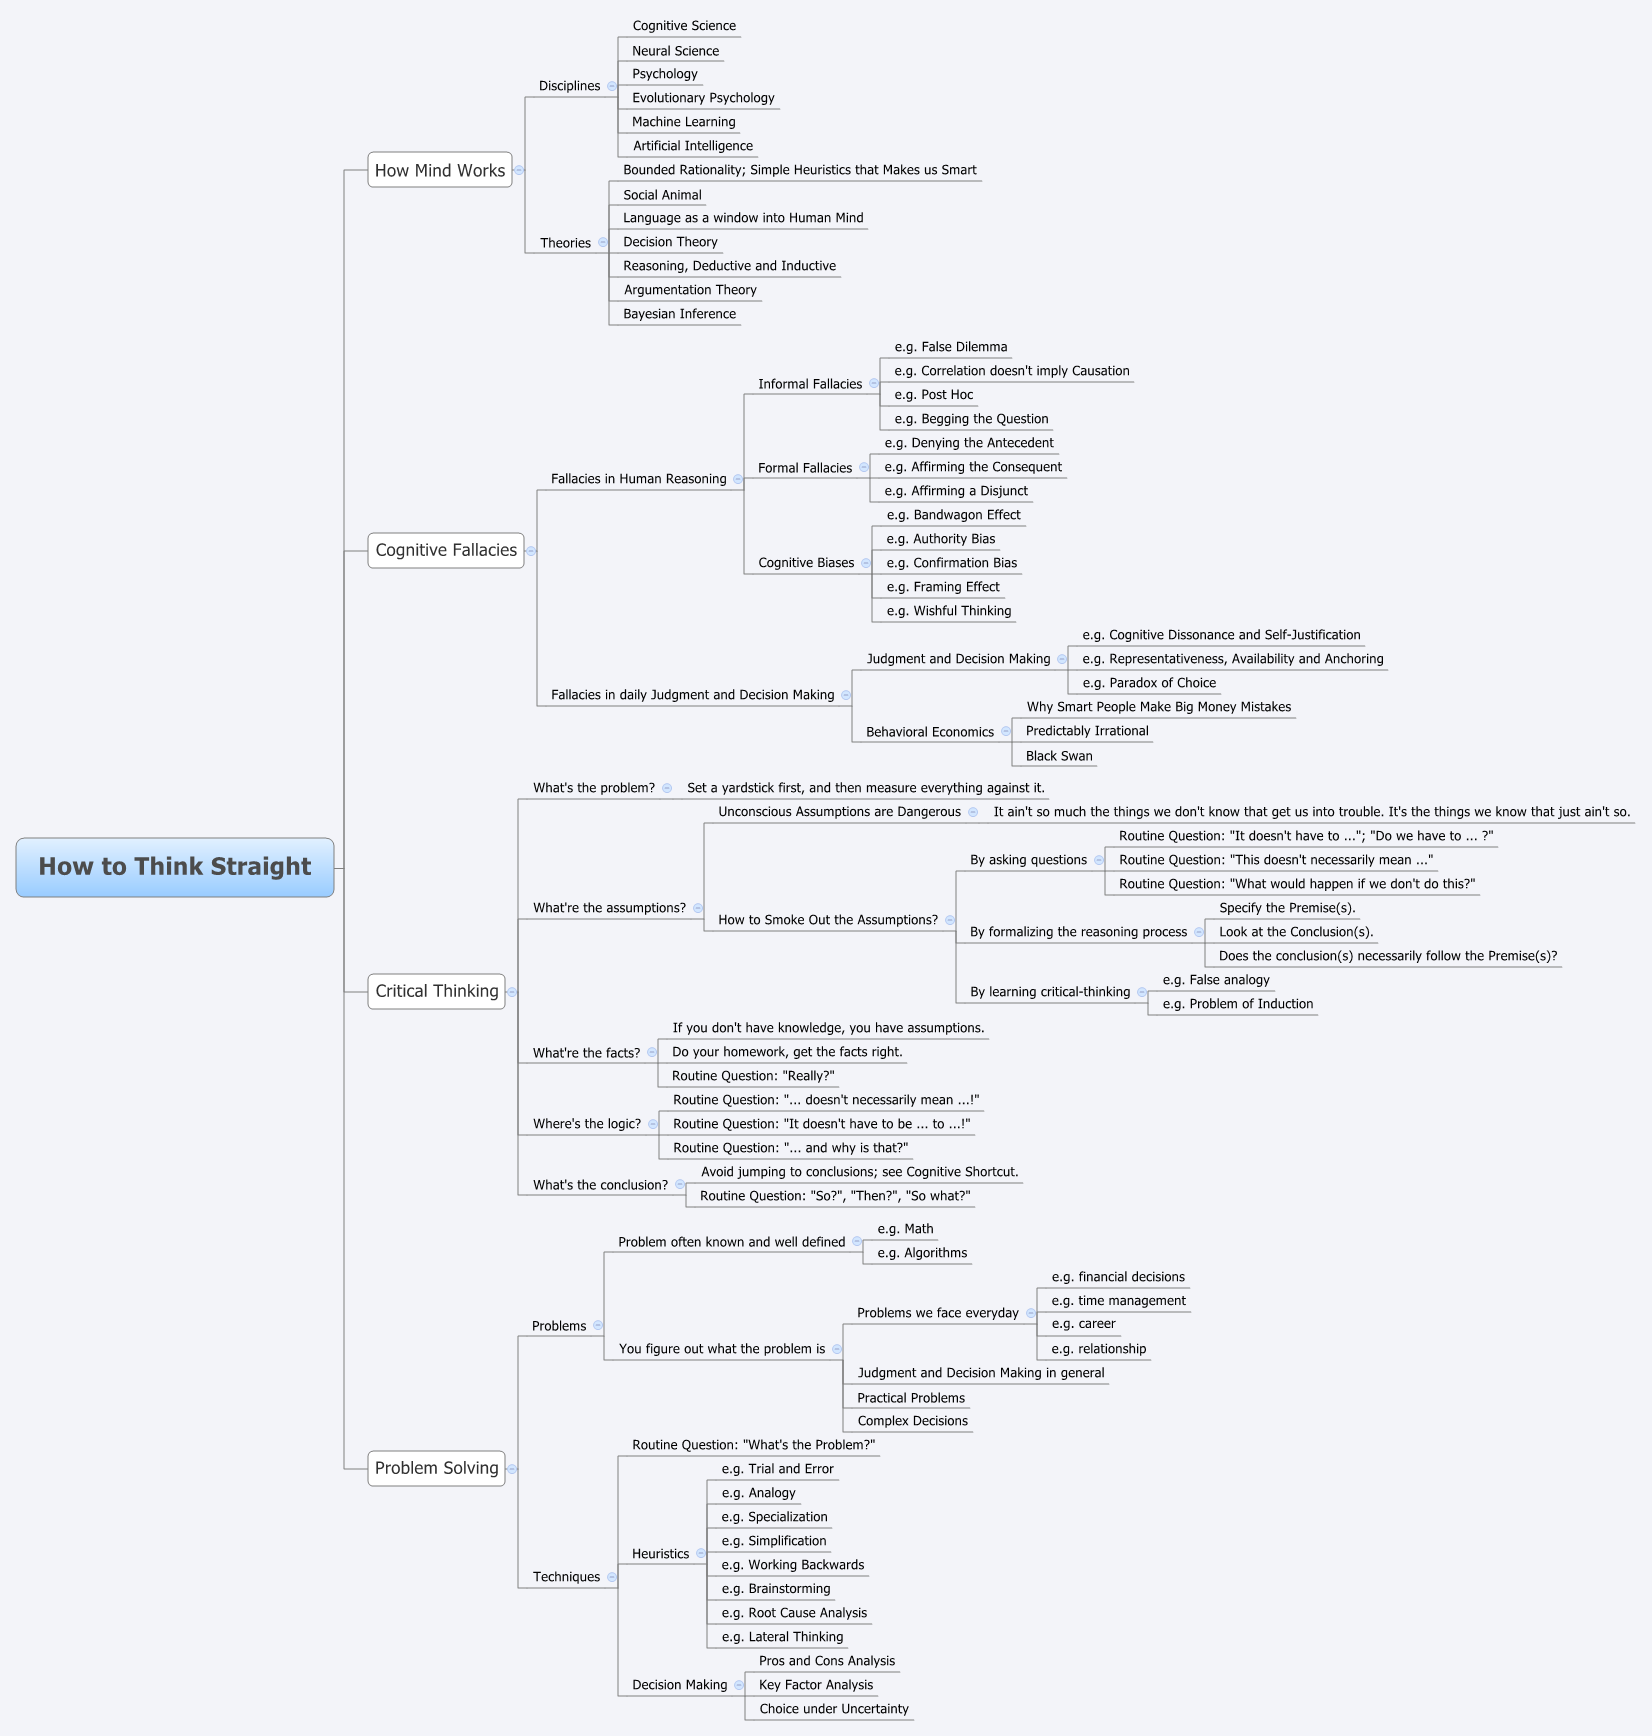 How to Think Straight
How Mind Works
Disciplines
Cognitive Science
Neural Science
Psychology
Evolutionary Psychology
Machine Learning
Artificial Intelligence
Theories
Bounded Rationality; Simple Heuristics that Makes us Smart
Social Animal
Language as a window into Human Mind
Decision Theory
Reasoning, Deductive and Inductive
Argumentation Theory
Bayesian Inference
Cognitive Fallacies
Fallacies in Human Reasoning
Informal Fallacies
e.g. False Dilemma
e.g. Correlation doesn't imply Causation
e.g. Post Hoc
e.g. Begging the Question
Formal Fallacies
e.g. Denying the Antecedent
e.g. Affirming the Consequent
e.g. Affirming a Disjunct
Cognitive Biases
e.g. Bandwagon Effect
e.g. Authority Bias
e.g. Confirmation Bias
e.g. Framing Effect
e.g. Wishful Thinking
Fallacies in daily Judgment and Decision Making
Judgment and Decision Making
e.g. Cognitive Dissonance and Self-Justification
e.g. Representativeness, Availability and Anchoring
e.g. Paradox of Choice
Behavioral Economics
Why Smart People Make Big Money Mistakes
Predictably Irrational
Black Swan
Critical Thinking
What's the problem?
Set a yardstick first, and then measure everything against it.
What're the assumptions?
Unconscious Assumptions are Dangerous
It ain't so much the things we don't know that get us into trouble. It's the things we know that just ain't so.
How to Smoke Out the Assumptions?
By asking questions
Routine Question: "It doesn't have to ..."; "Do we have to ... ?"
Routine Question: "This doesn't necessarily mean ..."
Routine Question: "What would happen if we don't do this?"
By formalizing the reasoning process
Specify the Premise(s).
Look at the Conclusion(s).
Does the conclusion(s) necessarily follow the Premise(s)?
By learning critical-thinking
e.g. False analogy
e.g. Problem of Induction
What're the facts?
If you don't have knowledge, you have assumptions.
Do your homework, get the facts right.
Routine Question: "Really?"
Where's the logic?
Routine Question: "... doesn't necessarily mean ...!"
Routine Question: "It doesn't have to be ... to ...!"
Routine Question: "... and why is that?"
What's the conclusion?
Avoid jumping to conclusions; see Cognitive Shortcut.
Routine Question: "So?", "Then?", "So what?"
Problem Solving
Problems
Problem often known and well defined
e.g. Math
e.g. Algorithms
You figure out what the problem is
Problems we face everyday
e.g. financial decisions
e.g. time management
e.g. career
e.g. relationship
Judgment and Decision Making in general
Practical Problems
Complex Decisions
Techniques
Routine Question: "What's the Problem?"
Heuristics
e.g. Trial and Error
e.g. Analogy
e.g. Specialization
e.g. Simplification
e.g. Working Backwards
e.g. Brainstorming
e.g. Root Cause Analysis
e.g. Lateral Thinking
Decision Making
Pros and Cons Analysis
Key Factor Analysis
Choice under Uncertainty